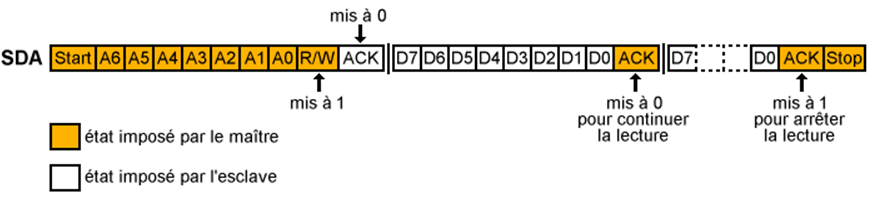 mis à 0
SDA Start A6 A5 A4 A3 A2 A1 A0 R/W ACK D7 D6 D5 D4 D3 D2 D1 D0 ACK D7 D0 ACK Stop
mis à 1
mis à 0
pour continuer
la lecture
mis à 1
pour arrêter
la lecture
état imposé par le maître
état imposé par l'esclave